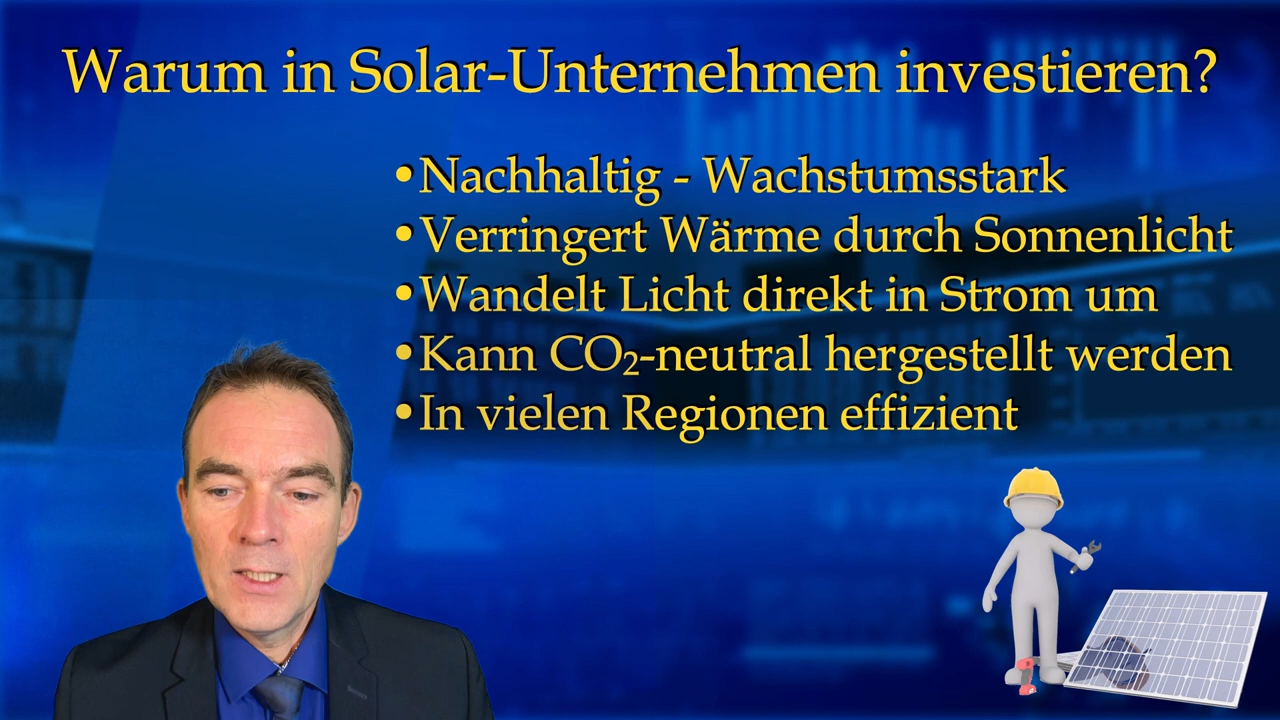 Warum in Solar-Unternehmen investieren?
•Nachhaltig - Wachstumsstark
•Verringert Wärme durch Sonnenlicht
•Wandelt Licht direkt in Strom um
•Kann CO₂-neutral hergestellt werden
•In vielen Regionen effizient